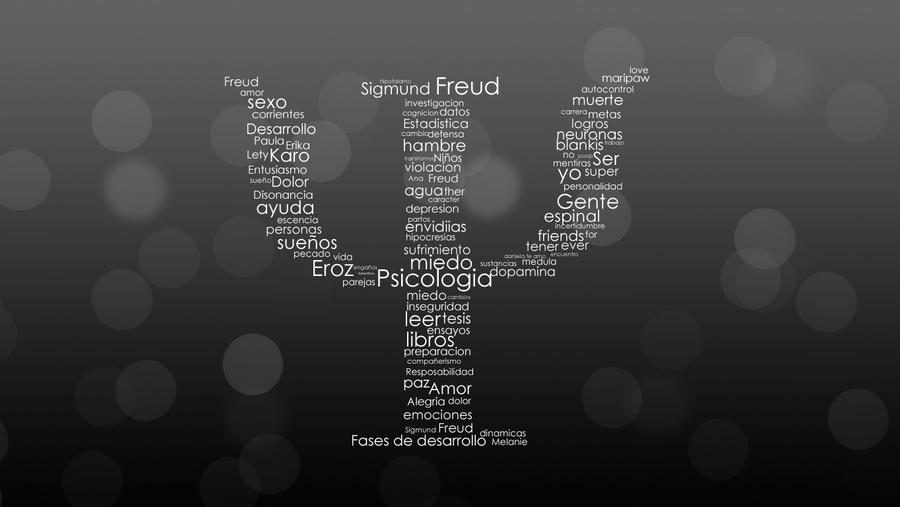 Freud
amor
sexo
corrientes
Desarrollo
Paula Erika
Lety Karo
Entusiasmo
sueño Dolor
Disonancia
ayuda
escencia
personas
sueños
pecado vida
Eroz engaños
parejas
Hipotalamo
Sigmund Freud
investigacion
cognicion datos
Estadistica
cambio defensa
hambre
transtornos Niños
violacion
Ana Freud
agua fher
caracter
depresion
partos
envidiias
hipocresias
sufrimiento
miedo
Psicologia
miedo cambios
inseguridad
leer tesis
ensayos
libros
preparacion
compañerismo
Resposabilidad
paz Amor
Alegria dolor
emociones
Sigmund Freud
dinamicas
Fases de desarrollo Melanie
love
maripaw
autocontrol
muerte
carrera metas
logros
neuronas
blankis trabajo
no poop Ser
mentiras
yo super
personalidad
Gente
espinal
incertidumbre
friends for
tener ever
daniela te amo encuentro
sustancias medula
dopamina